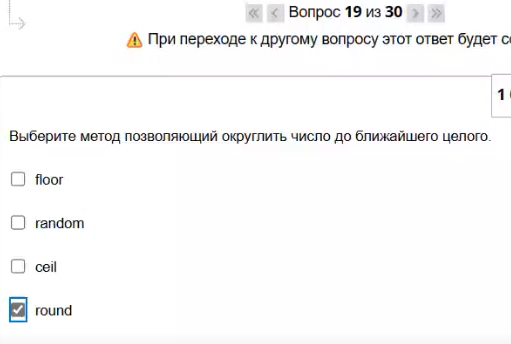 Вопрос 19 из 30
При переходе к другому вопросу этот ответ будет
1
Выберите метод позволяющий округлить число до ближайшего целого.
floor
random
ceil
round